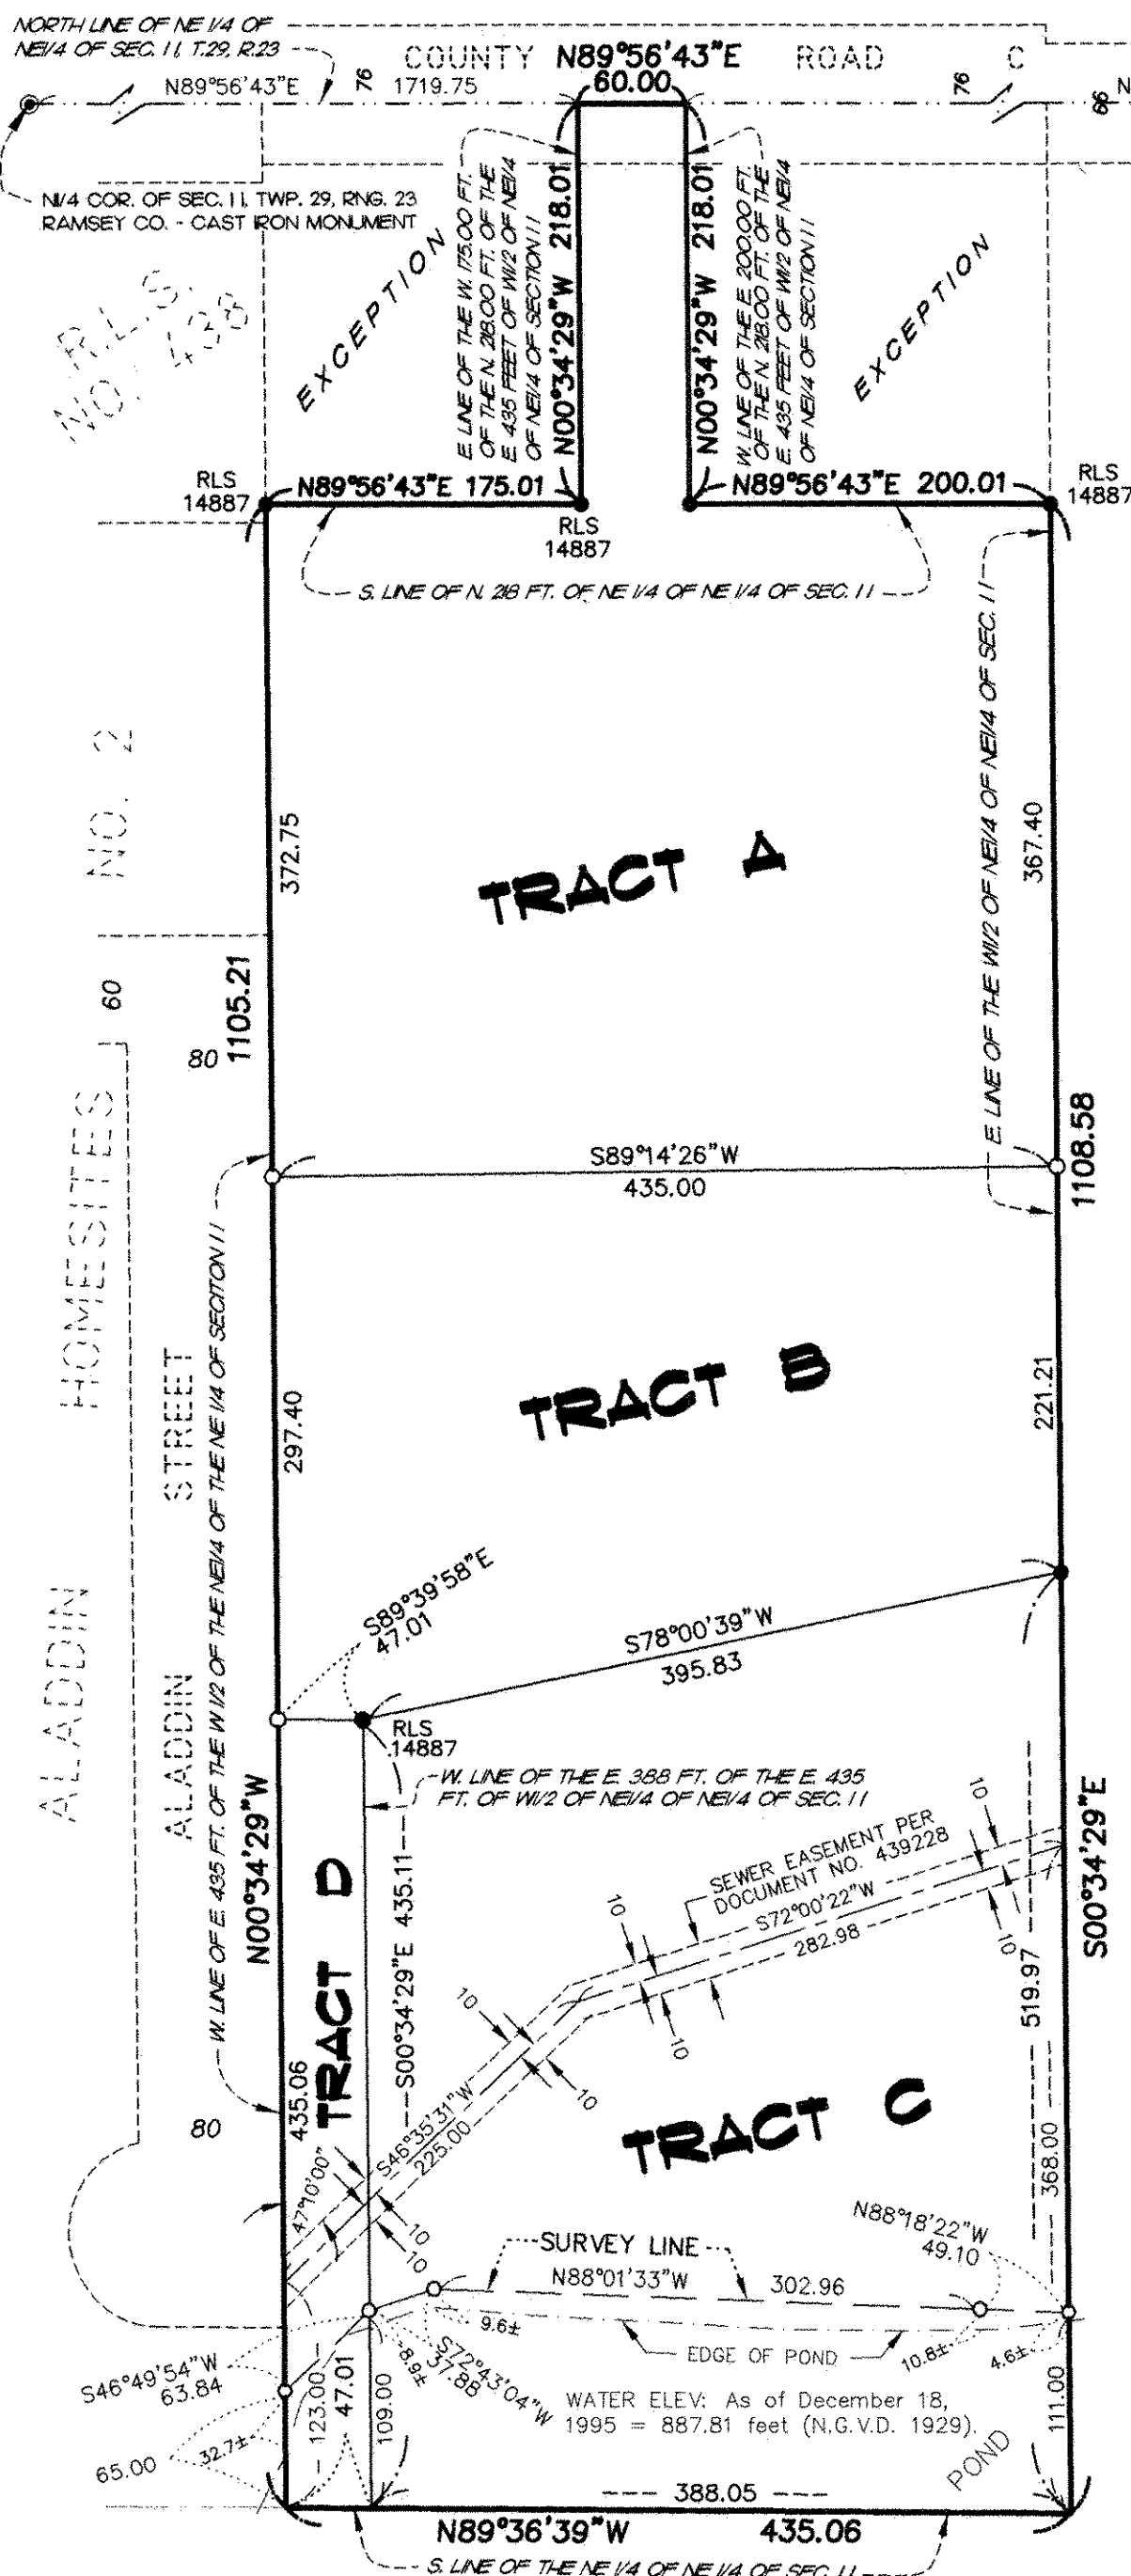 NORTH LINE OF NE 1/4 OF
NE1/4 OF SEC. 11, T.29, R.23
COUNTY ROAD C
N89°56'43"E
60.00
N89°56'43"E
76
1719.75
76
66
N
N1/4 COR. OF SEC. 11, TWP. 29, RNG. 23
RAMSEY CO. - CAST IRON MONUMENT
R.L.S.
NO. 438
EXCEPTION
E. LINE OF THE W. 175.00 FT.
OF THE N. 218.00 FT. OF THE
E. 435 FEET OF W1/2 OF NE1/4
OF NE1/4 OF SECTION 11
N00°34'29"W 218.01
N00°34'29"W 218.01
W. LINE OF THE E. 200.00 FT.
OF THE N. 218.00 FT. OF THE
E. 435 FEET OF W1/2 OF NE1/4
OF NE1/4 OF SECTION 11
EXCEPTION
RLS
14887
N89°56'43"E 175.01
RLS
14887
N89°56'43"E 200.01
RLS
14887
S. LINE OF N. 218 FT. OF NE 1/4 OF NE 1/4 OF SEC. 11
E. LINE OF THE W1/2 OF NE1/4 OF NE1/4 OF SEC. 11
NO. 2
372.75
TRACT A
367.40
60
80
1105.21
1108.58
S89°14'26"W
435.00
ALADDIN HOMESITES
ALADDIN STREET
W. LINE OF E. 435 FT. OF THE W 1/2 OF THE NE1/4 OF THE NE 1/4 OF SECITON 11
297.40
TRACT B
221.21
S89°39'58"E
47.01
S78°00'39"W
395.83
RLS
14887
W. LINE OF THE E. 388 FT. OF THE E. 435
FT. OF W1/2 OF NE1/4 OF NE1/4 OF SEC. 11
N00°34'29"W
TRACT D
S00°34'29"E 435.11
SEWER EASEMENT PER
DOCUMENT NO. 439228
S72°00'22"W
282.98
10
10
10
10
10
10
S00°34'29"E
519.97
435.06
80
S46°35'31"W
225.00
47°10'00"
10
10
TRACT C
368.00
N88°18'22"W
49.10
SURVEY LINE
N88°01'33"W
302.96
9.6±
EDGE OF POND
10.8±
4.6±
S46°49'54"W
63.84
8.9±
S72°43'04"W
37.88
65.00
32.7±
123.00
47.01
109.00
WATER ELEV: As of December 18,
1995 = 887.81 feet (N.G.V.D. 1929).
POND
111.00
388.05
N89°36'39"W 435.06
S. LINE OF THE NE 1/4 OF NE 1/4 OF SEC. 11